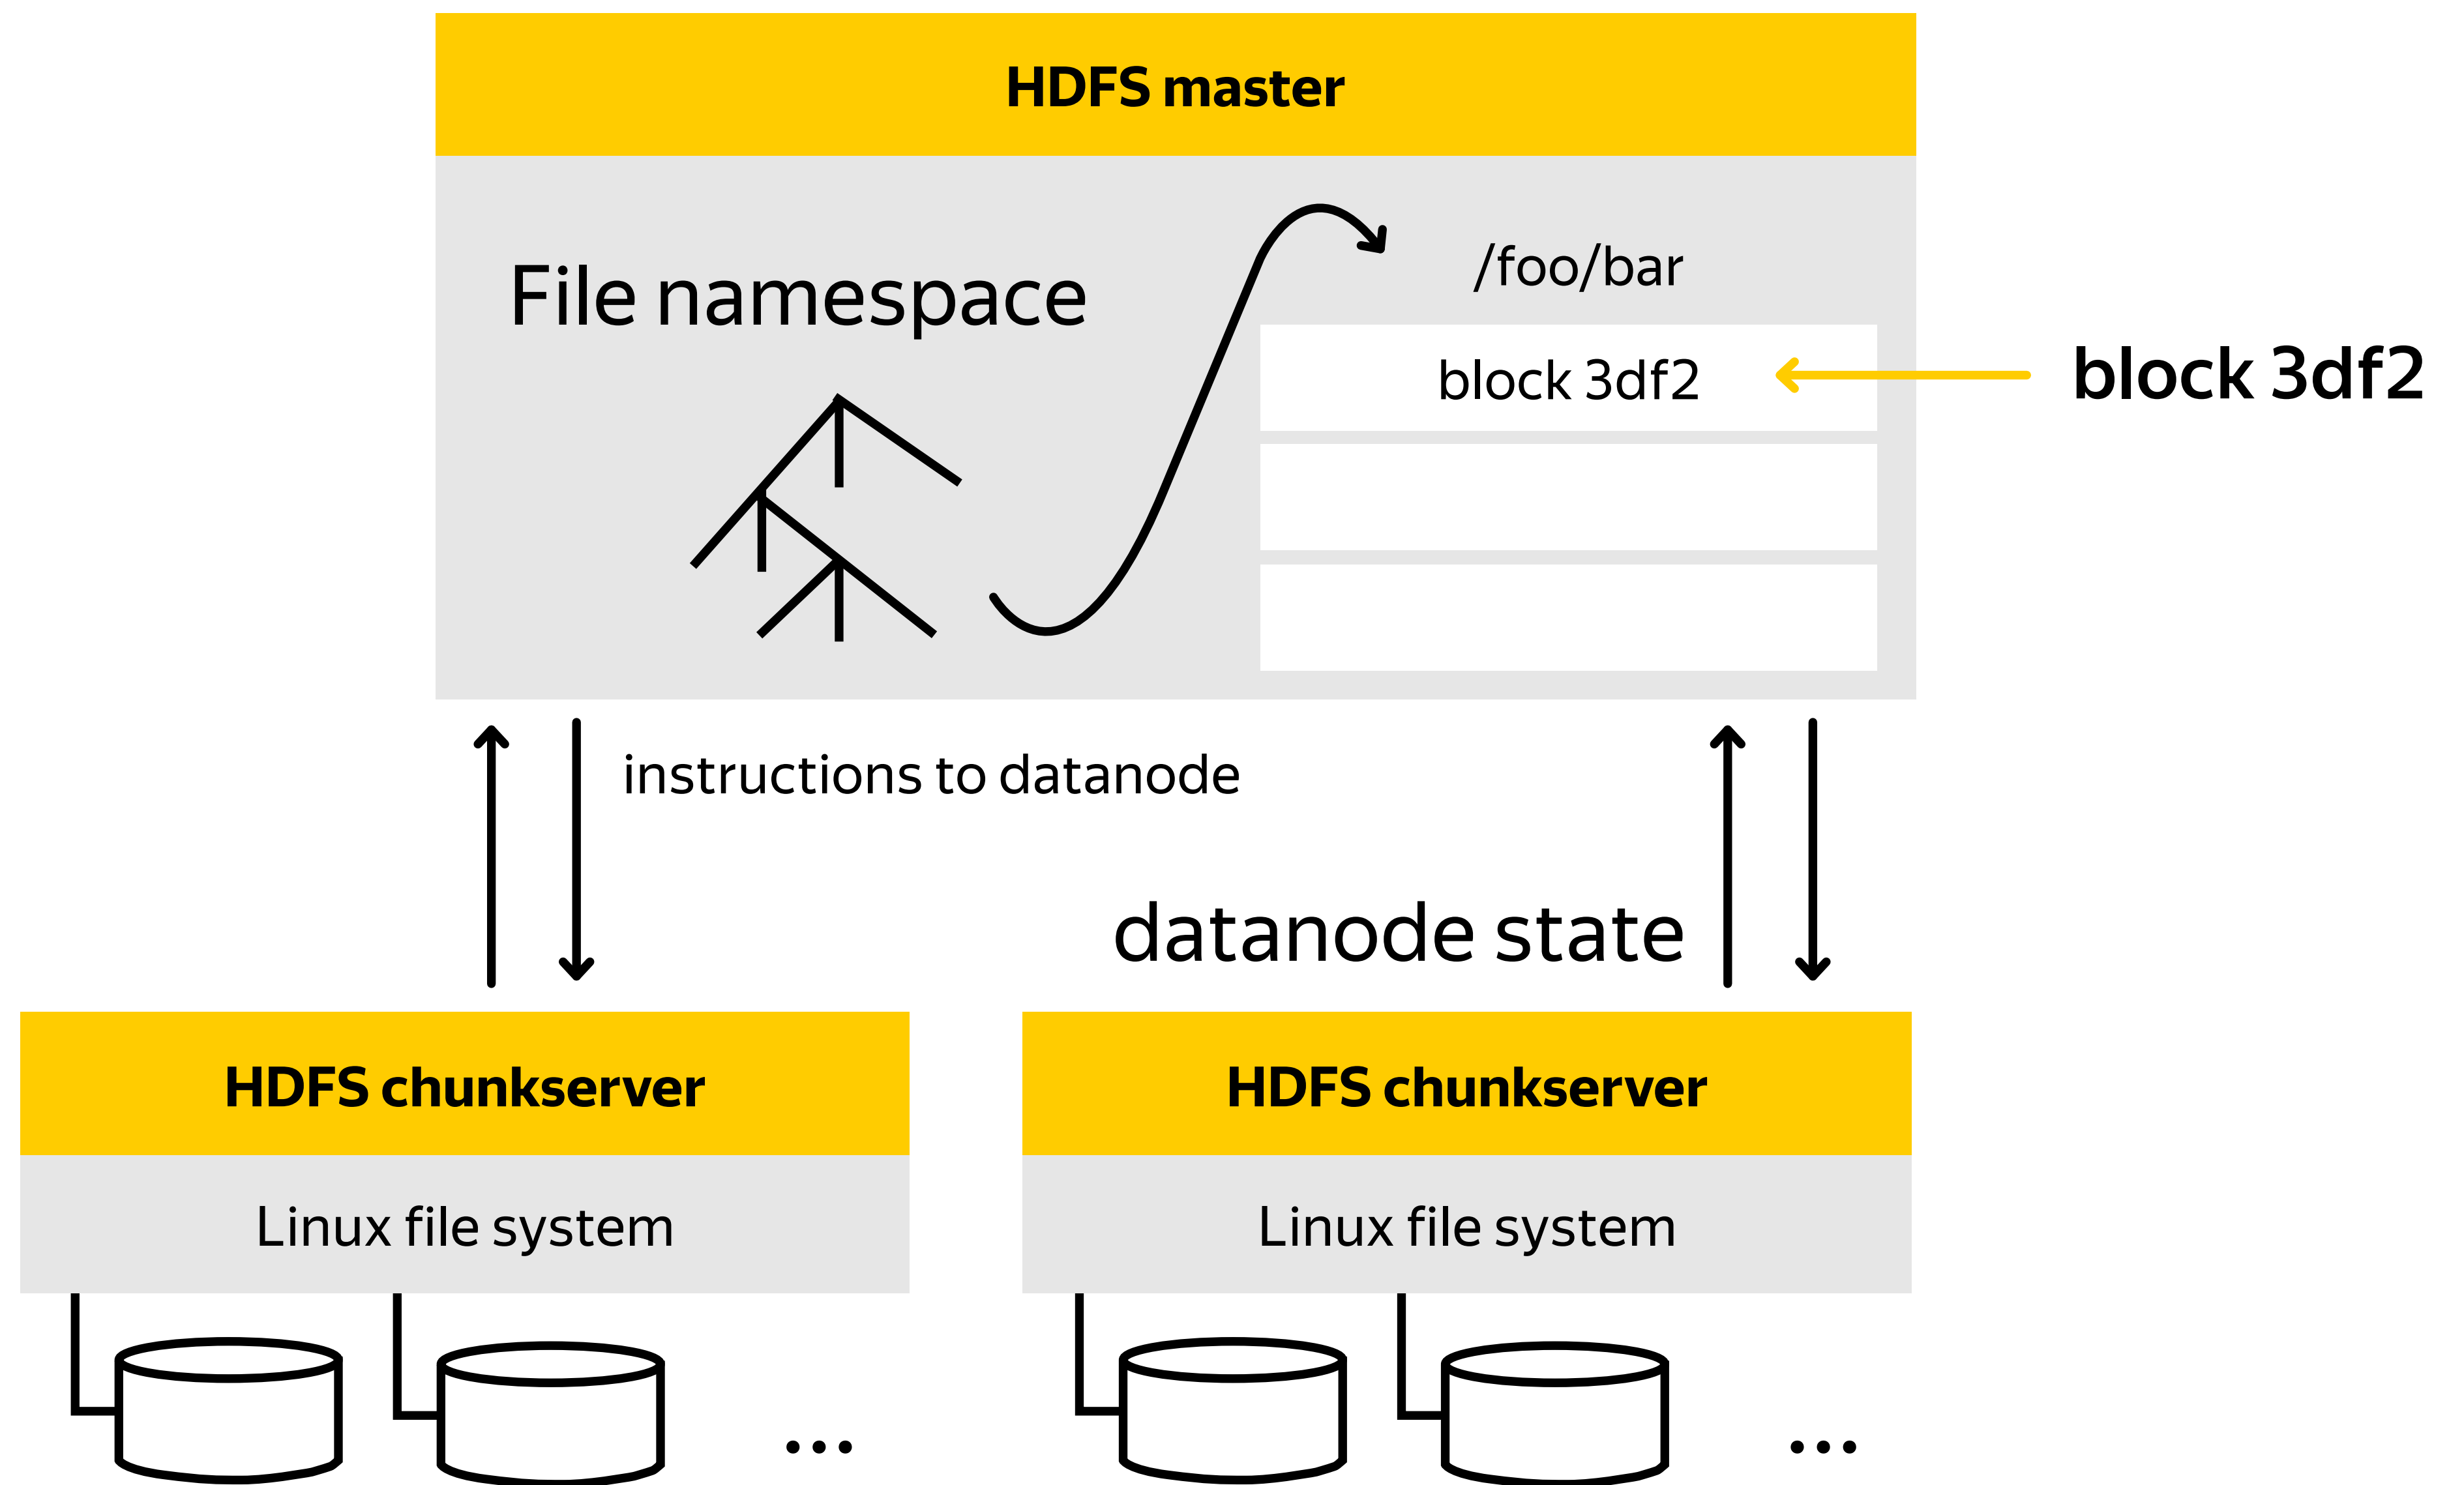 HDFS master
File namespace
/foo/bar
block 3df2
block 3df2
instructions to datanode
datanode state
HDFS chunkserver
HDFS chunkserver
Linux file system
Linux file system
...
...